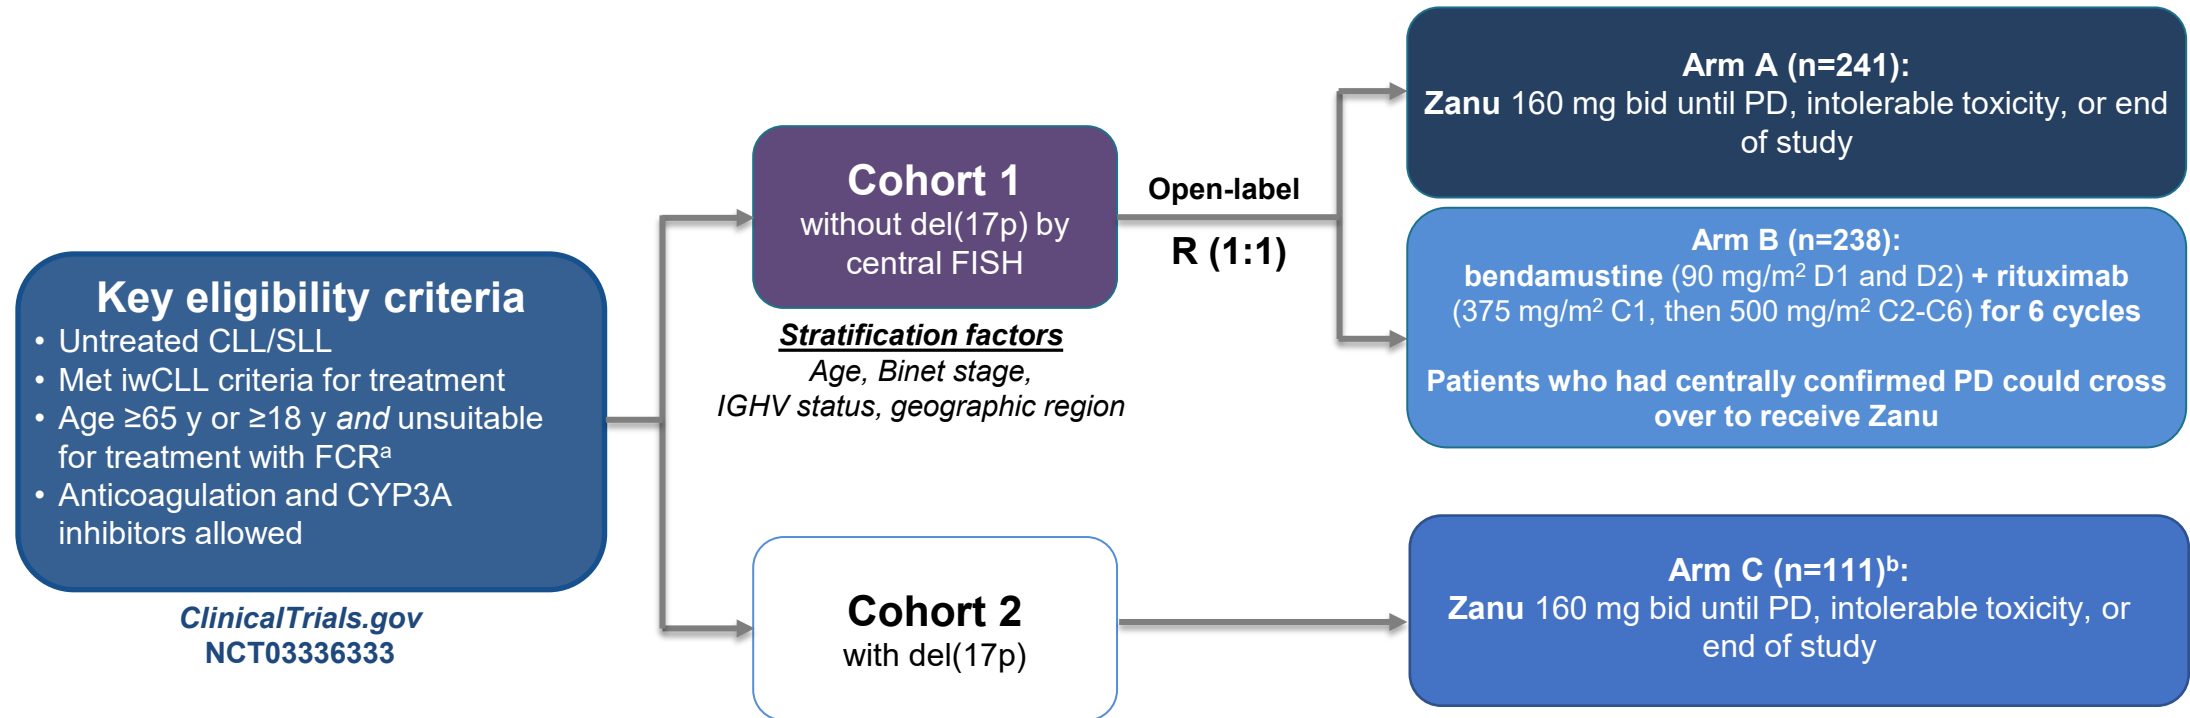 Key eligibility criteria
• Untreated CLL/SLL
• Met iwCLL criteria for treatment
• Age ≥65 y or ≥18 y and unsuitable
for treatment with FCRᵃ
• Anticoagulation and CYP3A
inhibitors allowed
ClinicalTrials.gov
NCT03336333
Cohort 1
without del(17p) by
central FISH
Stratification factors
Age, Binet stage,
IGHV status, geographic region
Open-label
R (1:1)
Arm A (n=241):
Zanu 160 mg bid until PD, intolerable toxicity, or end
of study
Arm B (n=238):
bendamustine (90 mg/m² D1 and D2) + rituximab
(375 mg/m² C1, then 500 mg/m² C2-C6) for 6 cycles
Patients who had centrally confirmed PD could cross
over to receive Zanu
Cohort 2
with del(17p)
Arm C (n=111)ᵇ:
Zanu 160 mg bid until PD, intolerable toxicity, or
end of study